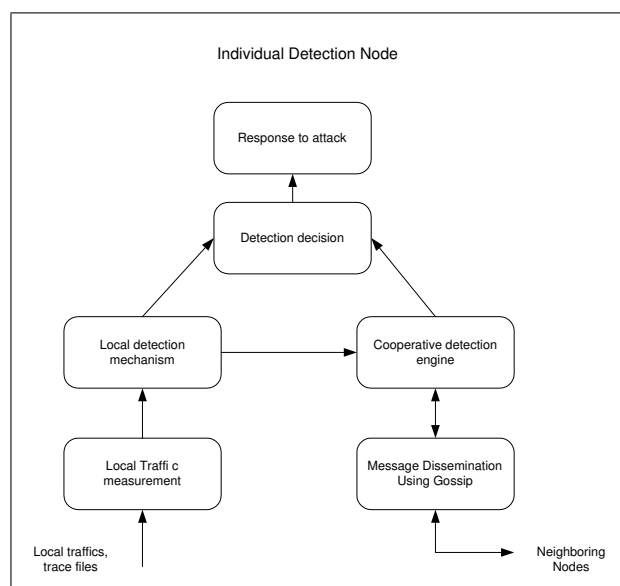 Individual Detection Node
Response to attack
Detection decision
Local detection
mechanism
Cooperative detection
engine
Local Traffi c
measurement
Message Dissemination
Using Gossip
Local traffics,
trace files
Neighboring
Nodes